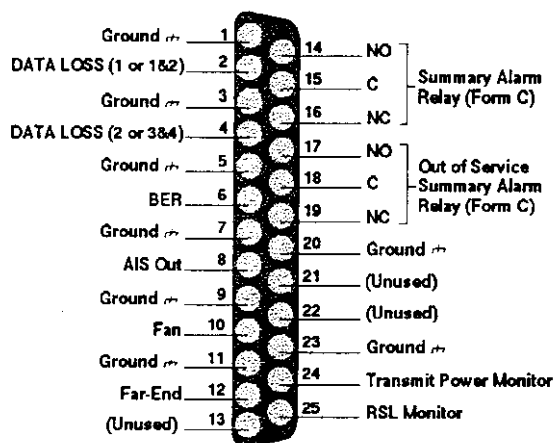 Ground 1
DATA LOSS (1 or 1&2) 2
Ground 3
DATA LOSS (2 or 3&4) 4
Ground 5
BER 6
Ground 7
AIS Out 8
Ground 9
Fan 10
Ground 11
Far-End 12
(Unused) 13
14 NO
15 C
16 NC
Summary Alarm
Relay (Form C)
17 NO
18 C
19 NC
Out of Service
Summary Alarm
Relay (Form C)
20 Ground
21 (Unused)
22 (Unused)
23 Ground
24 Transmit Power Monitor
25 RSL Monitor